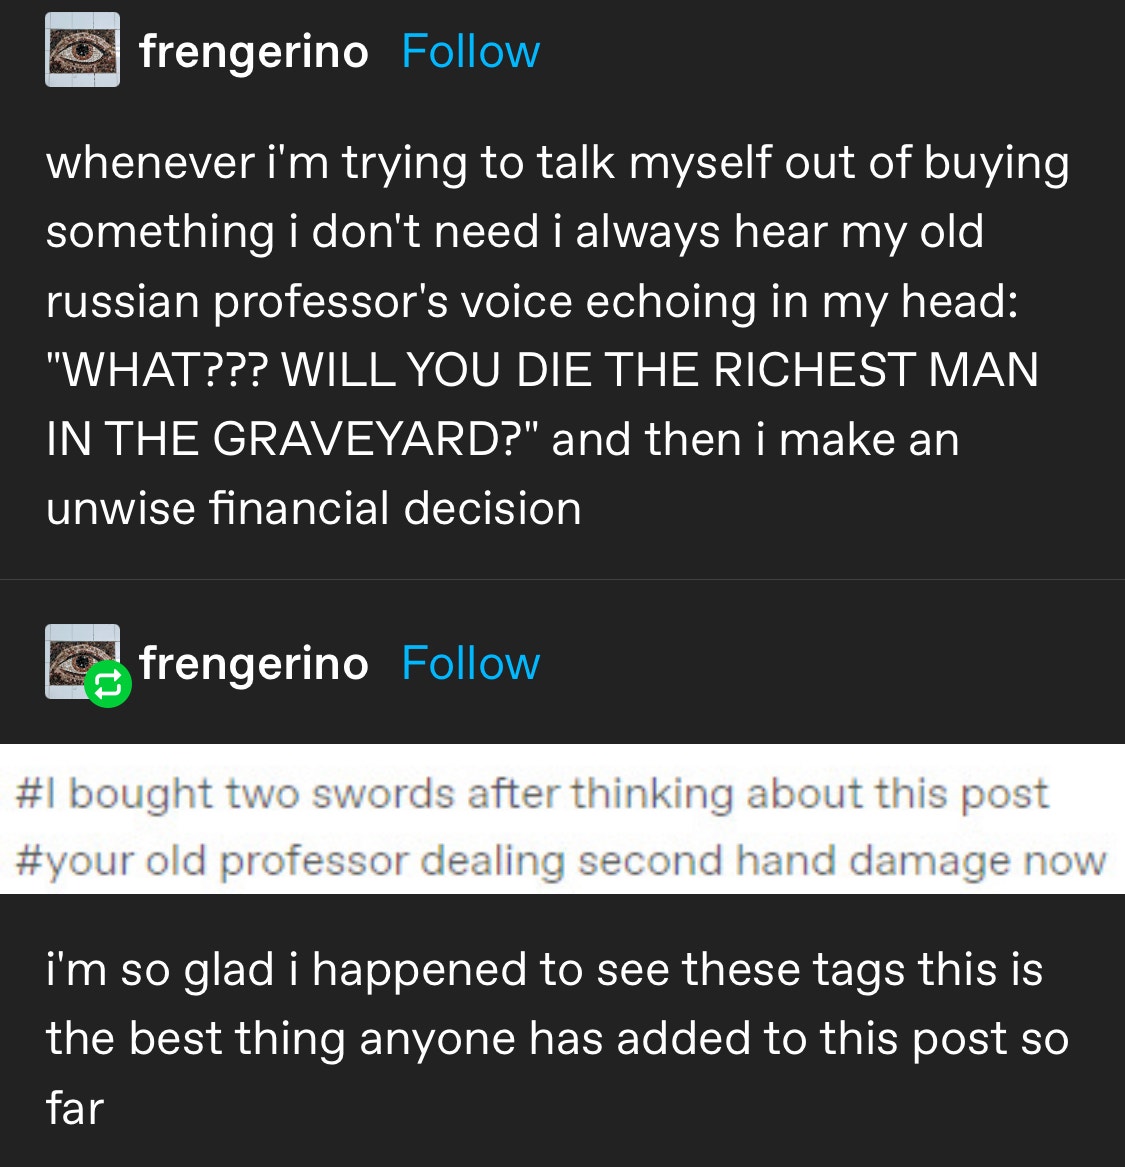 frengerino Follow
whenever i'm trying to talk myself out of buying
something i don't need i always hear my old
russian professor's voice echoing in my head:
"WHAT??? WILL YOU DIE THE RICHEST MAN
IN THE GRAVEYARD?" and then i make an
unwise financial decision
frengerino Follow
#I bought two swords after thinking about this post
#your old professor dealing second hand damage now
i'm so glad i happened to see these tags this is
the best thing anyone has added to this post so
far